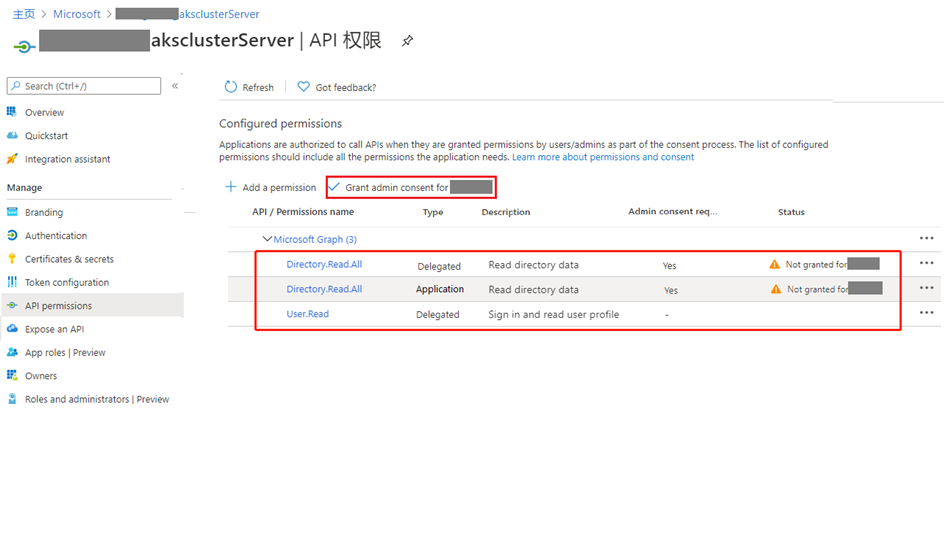 主页 > Microsoft > aksclusterServer
aksclusterServer | API 权限
Search (Ctrl+/)
«
Overview
Quickstart
Integration assistant
Manage
Branding
Authentication
Certificates & secrets
Token configuration
API permissions
Expose an API
App roles | Preview
Owners
Roles and administrators | Preview
Refresh
Got feedback?
Configured permissions
Applications are authorized to call APIs when they are granted permissions by users/admins as part of the consent process. The list of configured
permissions should include all the permissions the application needs. Learn more about permissions and consent
Add a permission
Grant admin consent for
API / Permissions name Type Description Admin consent req... Status
Microsoft Graph (3)
Directory.Read.All Delegated Read directory data Yes Not granted for
Directory.Read.All Application Read directory data Yes Not granted for
User.Read Delegated Sign in and read user profile -